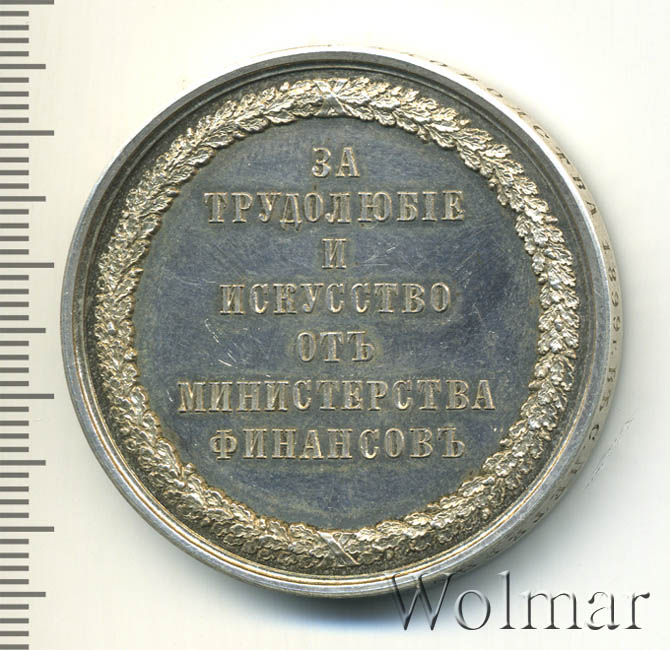 ЗА
ТРУДОЛЮБІЕ
И
ИСКУССТВО
ОТЪ
МИНИСТЕРСТВА
ФИНАНСОВЪ
Wolmar